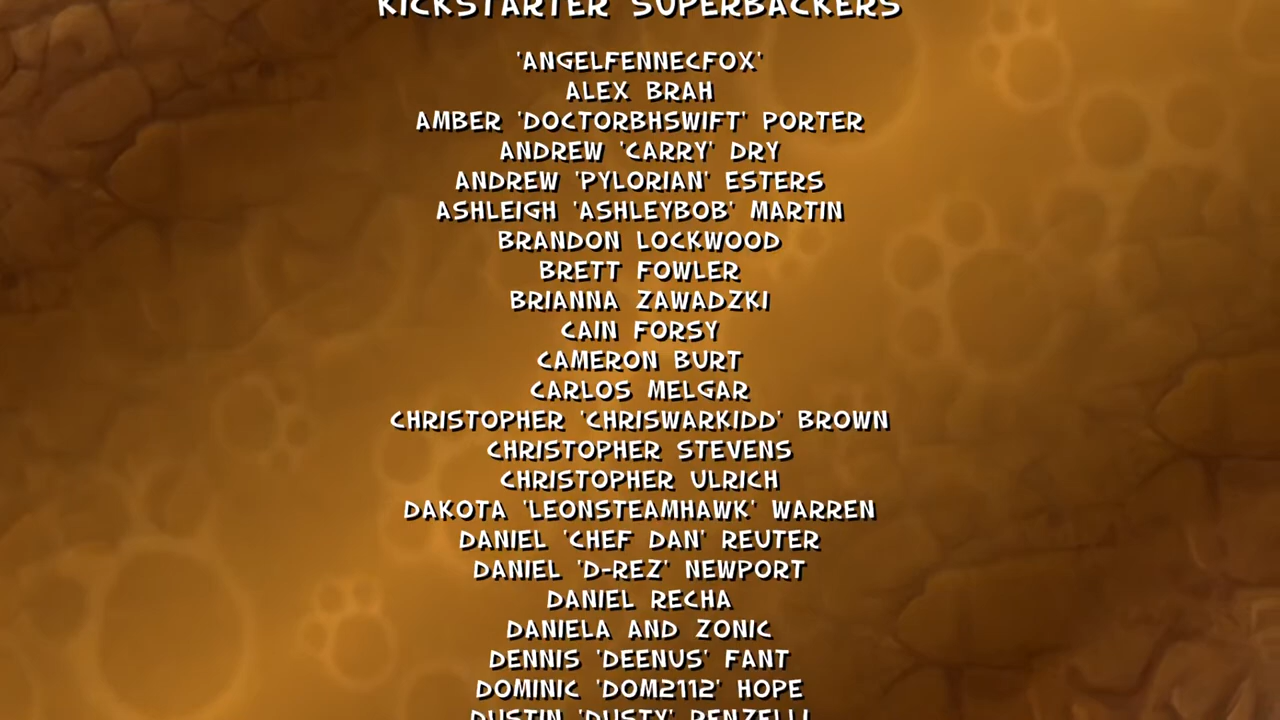 KICKSTARTER SUPERBACKERS
'ANGELFENNECFOX'
ALEX BRAH
AMBER 'DOCTORBHSWIFT' PORTER
ANDREW 'CARRY' DRY
ANDREW 'PYLORIAN' ESTERS
ASHLEIGH 'ASHLEYBOB' MARTIN
BRANDON LOCKWOOD
BRETT FOWLER
BRIANNA ZAWADZKI
CAIN FORSY
CAMERON BURT
CARLOS MELGAR
CHRISTOPHER 'CHRISWARKIDD' BROWN
CHRISTOPHER STEVENS
CHRISTOPHER ULRICH
DAKOTA 'LEONSTEAMHAWK' WARREN
DANIEL 'CHEF DAN' REUTER
DANIEL 'D-REZ' NEWPORT
DANIEL RECHA
DANIELA AND ZONIC
DENNIS 'DEENUS' FANT
DOMINIC 'DOM2112' HOPE
DUSTIN 'DUSTY'